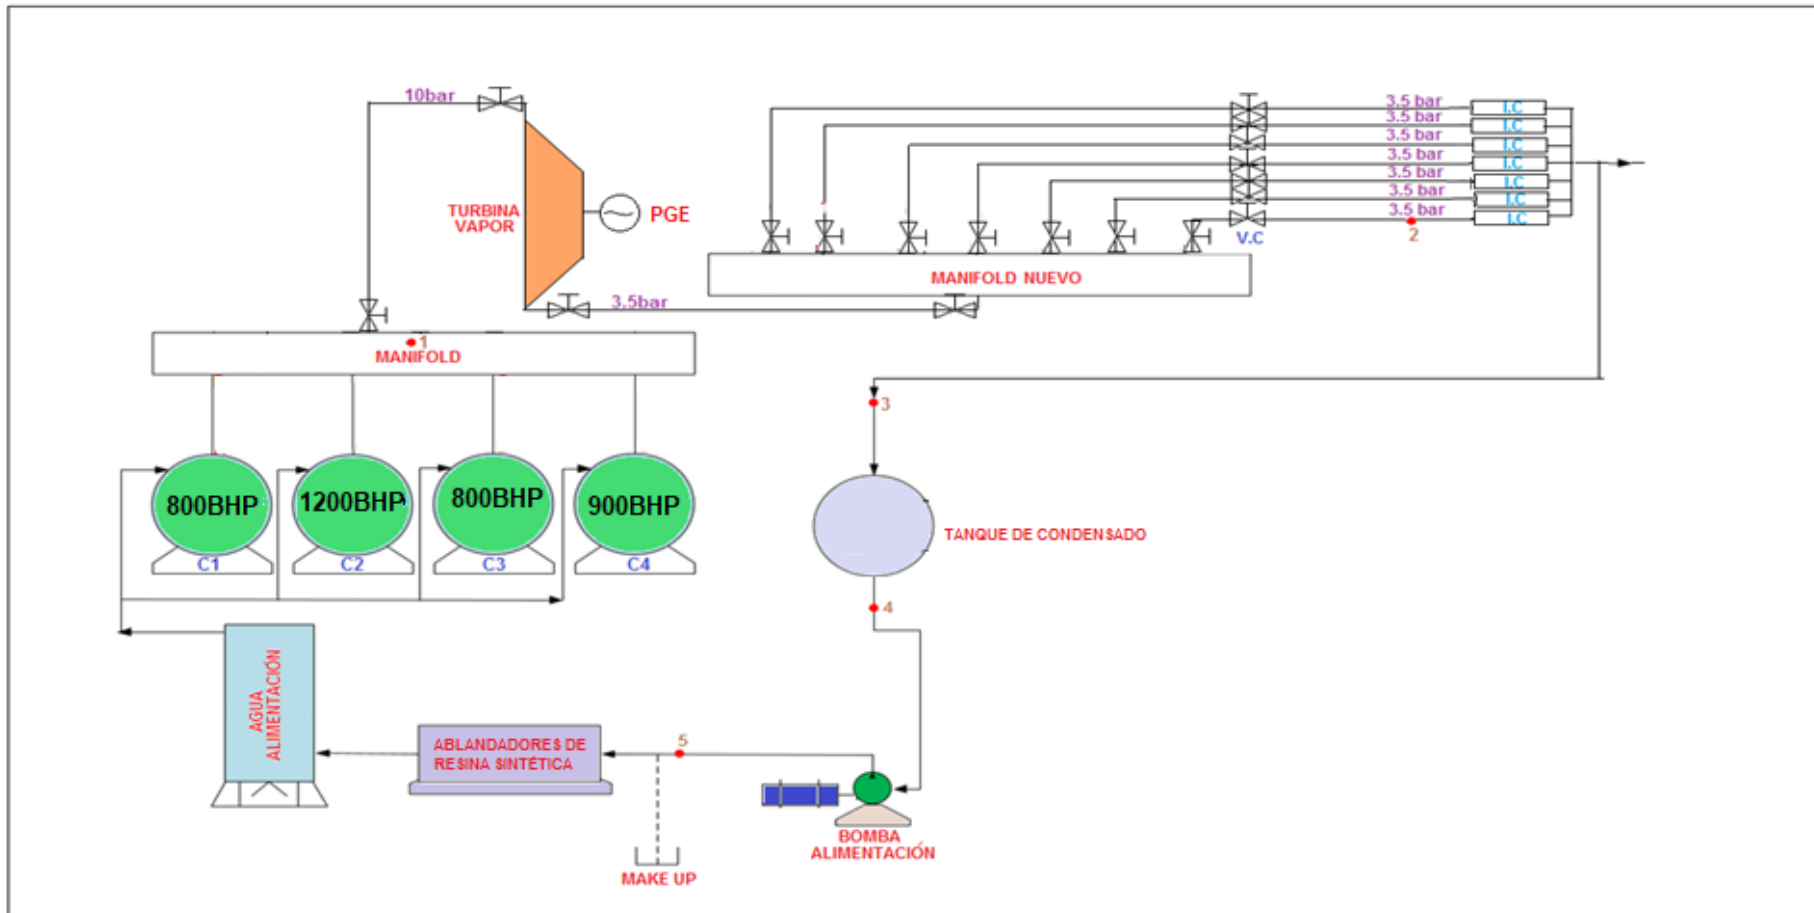 10bar
3.5 bar
I.C
3.5 bar
I.C
3.5 bar
I.C
3.5 bar
I.C
3.5 bar
I.C
3.5 bar
I.C
3.5 bar
I.C
TURBINA
VAPOR
PGE
V.C
2
MANIFOLD NUEVO
3.5bar
1
MANIFOLD
3
800BHP
1200BHP
800BHP
900BHP
C1
C2
C3
C4
TANQUE DE CONDENSADO
4
AGUA
ALIMENTACIÓN
ABLANDADORES DE
RESINA SINTÉTICA
5
BOMBA
ALIMENTACIÓN
MAKE UP